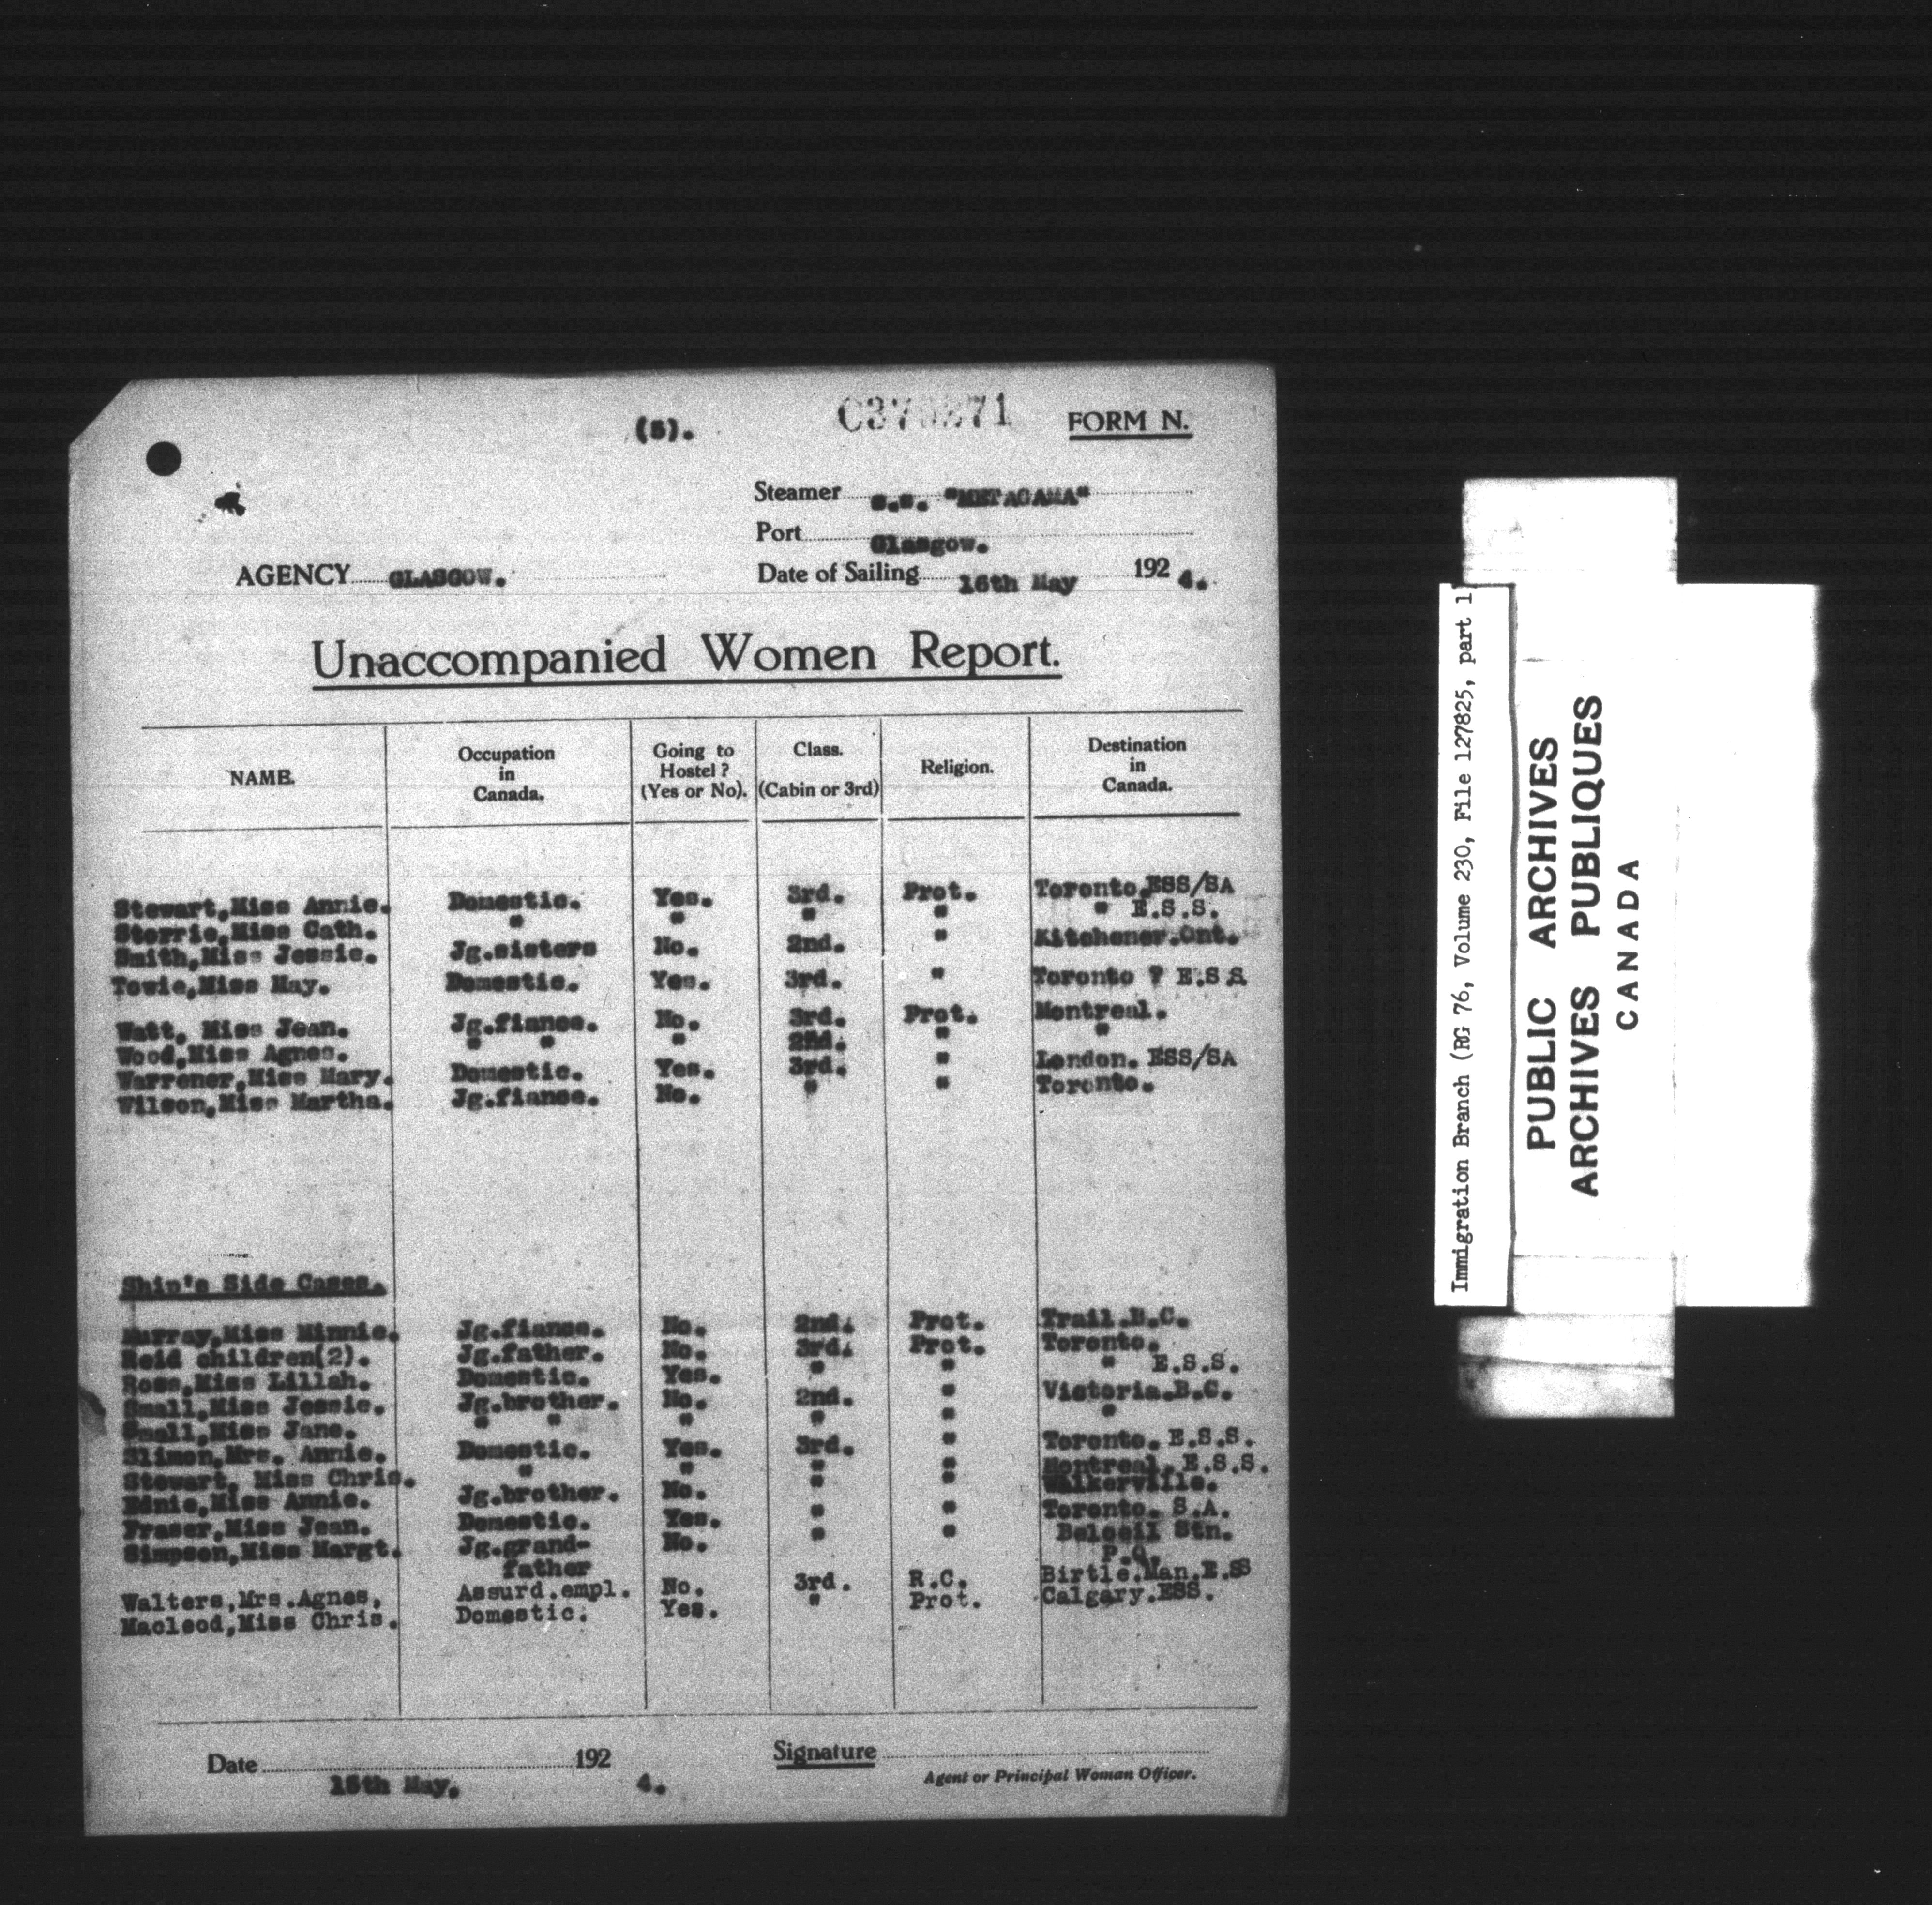 (5). FORM N.
Steamer s.s. "METAGAMA"
Port Glasgow.
AGENCY GLASGOW. Date of Sailing 16th May 192 4.
Unaccompanied Women Report.
NAME. Occupation in Canada. Going to Hostel ? (Yes or No). Class. (Cabin or 3rd) Religion. Destination in Canada.
Stewart,Miss Annie. Domestic. Yes. 3rd. Prot. Toronto,ESS/SA
Storrie,Miss Cath. " " " " " E.S.S.
Smith,Miss Jessie. Jg.sisters No. 2nd. " Kitchener.Ont.
Towie,Miss May. Domestic. Yes. 3rd. " Toronto ? E.S.S
Watt, Miss Jean. Jg.fiance. No. 3rd. Prot. Montreal.
Wood,Miss Agnes. " " " 2nd. " "
Warrener,Miss Mary. Domestic. Yes. 3rd. " London. ESS/SA
Wilson,Miss Martha. Jg.fiance. No. " " Toronto.
Ship's Side Cases.
Murray,Miss Minnie. Jg.fiance. No. 2nd. Prot. Trail.B.C.
Reid children(2). Jg.father. No. 3rd. Prot. Toronto.
Ross,Miss Lillah. Domestic. Yes. " " " E.S.S.
Small,Miss Jessie. Jg.brother. No. 2nd. " Victoria.B.C.
Small,Miss Jane. " " " " " "
Slimon,Mrs. Annie. Domestic. Yes. 3rd. " Toronto. E.S.S.
Stewart, Miss Chris. " " " " Montreal. E.S.S.
Ednie,Miss Annie. Jg.brother. No. " " Walkerville.
Fraser,Miss Jean. Domestic. Yes. " " Toronto. S.A.
Simpson,Miss Margt. Jg.grand- No. " " Beloeil Stn.
father P.Q.
Walters,Mrs.Agnes, Assurd.empl. No. 3rd. R.C. Birtle.Man.E.SS
Macleod,Miss Chris. Domestic. Yes. " Prot. Calgary.ESS.
Date 15th May. 192 4. Signature
Agent or Principal Woman Officer.
Immigration Branch (RG 76, Volume 230, File 127825, part 1
PUBLIC ARCHIVES
ARCHIVES PUBLIQUES
CANADA